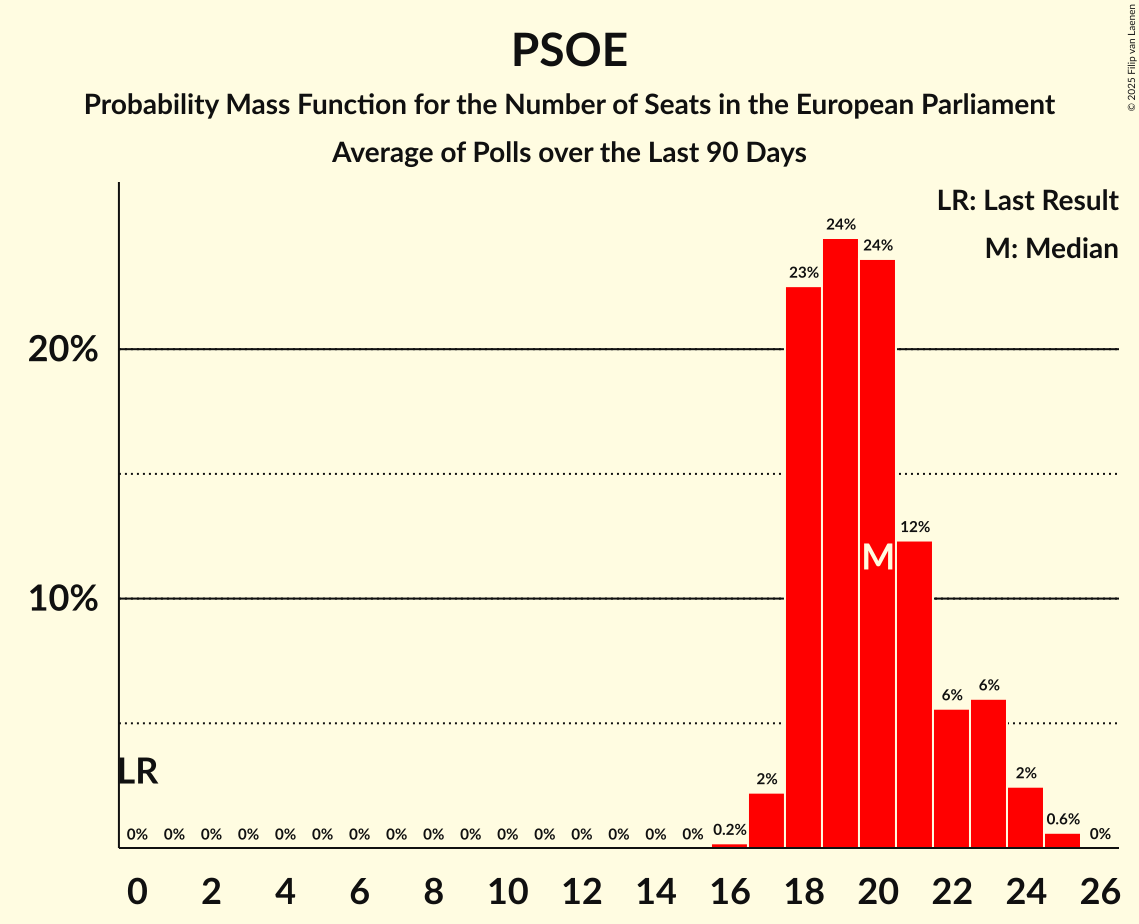 PSOE
Probability Mass Function for the Number of Seats in the European Parliament
Average of Polls over the Last 90 Days
© 2025 Filip van Laenen
LR: Last Result
M: Median
20%
10%
LR
M
0% 0% 0% 0% 0% 0% 0% 0% 0% 0% 0% 0% 0% 0% 0% 0% 0.2% 2% 23% 24% 24% 12% 6% 6% 2% 0.6% 0%
0 2 4 6 8 10 12 14 16 18 20 22 24 26